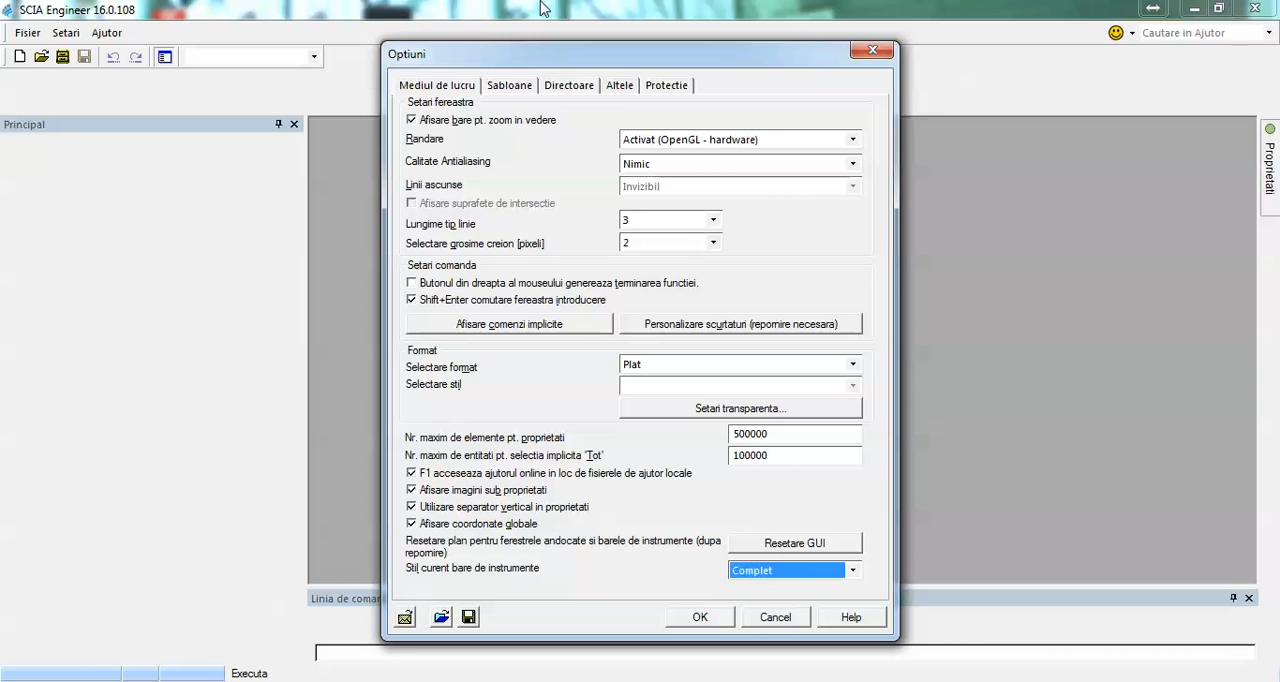 SCIA Engineer 16.0.108
Fisier Setari Ajutor
Cautare in Ajutor
Principal
Optiuni
Mediul de lucru Sabloane Directoare Altele Protectie
Setari fereastra
Afisare bare pt. zoom in vedere
Randare Activat (OpenGL - hardware)
Calitate Antialiasing Nimic
Linii ascunse Invizibil
Afisare suprafete de intersectie
Lungime tip linie 3
Selectare grosime creion [pixeli] 2
Setari comanda
Butonul din dreapta al mouseului genereaza terminarea functiei.
Shift+Enter comutare fereastra introducere
Afisare comenzi implicite Personalizare scurtaturi (repornire necesara)
Format
Selectare format Plat
Selectare stil
Setari transparenta...
Nr. maxim de elemente pt. proprietati 500000
Nr. maxim de entitati pt. selectia implicita 'Tot' 100000
F1 acceseaza ajutorul online in loc de fisierele de ajutor locale
Afisare imagini sub proprietati
Utilizare separator vertical in proprietati
Afisare coordonate globale
Resetare plan pentru ferestrele andocate si barele de instrumente (dupa
repornire) Resetare GUI
Stil curent bare de instrumente Complet
OK Cancel Help
Proprietati
Linia de coman
Executa